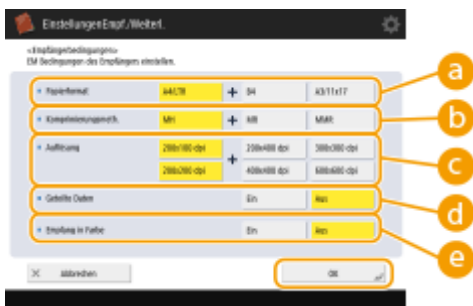 Einstellungen Empf./Weiterl.
<Empfängerbedingungen>
EM Bedingungen des Empfängers einstellen.
Papierformat A4/LTR + B4 A3/11x17 a
Komprimierungsmeth. MH + MR MMR b
Auflösung 200x100 dpi + 200x400 dpi 300x300 dpi c
200x200 dpi 400x400 dpi 600x600 dpi
Geteilte Daten Ein Aus d
Empfang in Farbe Ein Aus e
Abbrechen OK